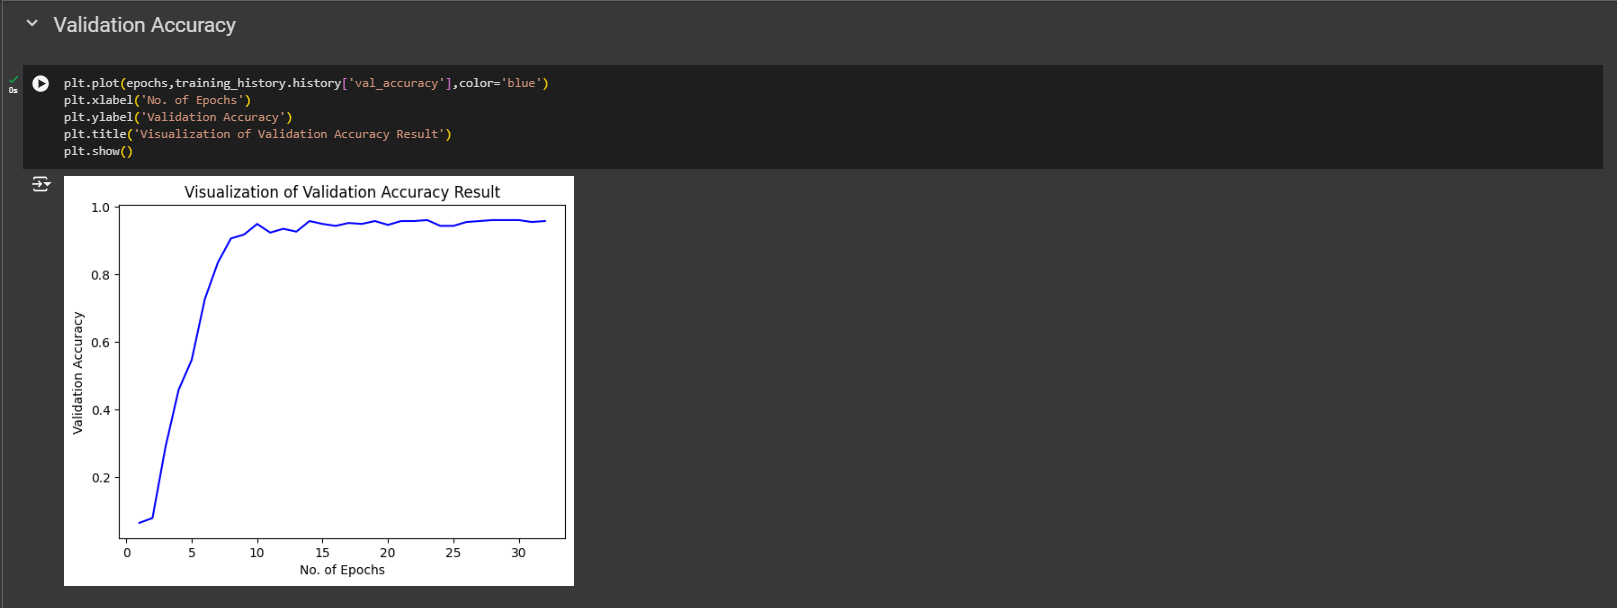 Validation Accuracy
0s
plt.plot(epochs,training_history.history['val_accuracy'],color='blue')
plt.xlabel('No. of Epochs')
plt.ylabel('Validation Accuracy')
plt.title('Visualization of Validation Accuracy Result')
plt.show()
Visualization of Validation Accuracy Result
1.0
0.8
0.6
0.4
0.2
Validation Accuracy
0 5 10 15 20 25 30
No. of Epochs